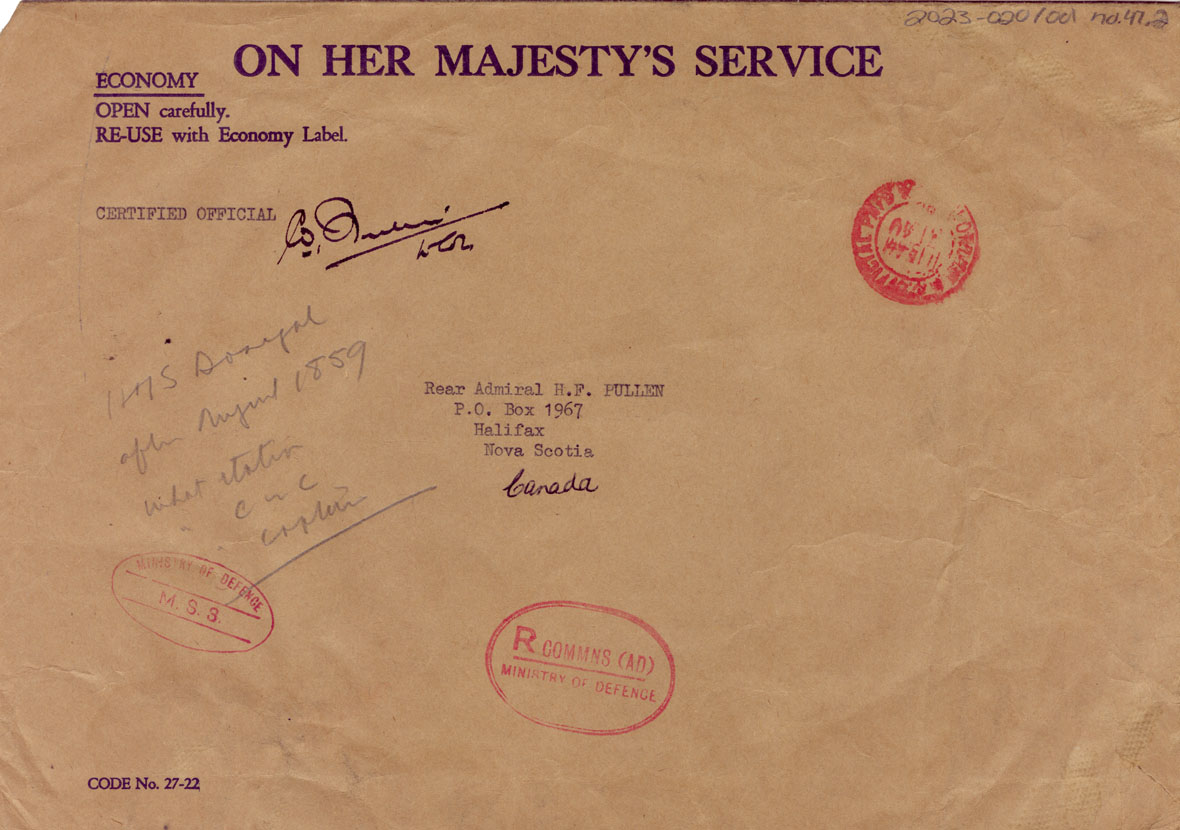 2023-020/001 no.47.2
ON HER MAJESTY'S SERVICE
ECONOMY
OPEN carefully.
RE-USE with Economy Label.
CERTIFIED OFFICIAL
HMS Donegal
after August 1859
what station
" C in C
" Captain
Rear Admiral H.F. PULLEN
P.O. Box 1967
Halifax
Nova Scotia
Canada
MINISTRY OF DEFENCE
M. S. S.
R COMMNS (AD)
MINISTRY OF DEFENCE
CODE No. 27-22